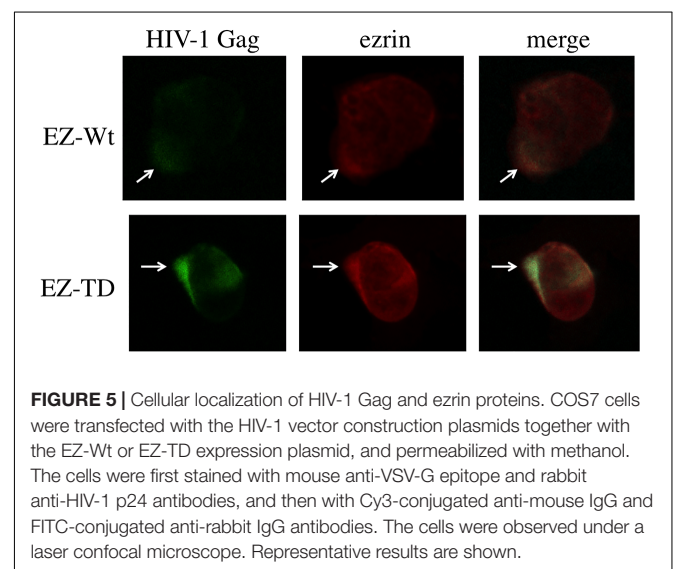 HIV-1 Gag ezrin merge
EZ-Wt
EZ-TD
FIGURE 5 | Cellular localization of HIV-1 Gag and ezrin proteins. COS7 cells
were transfected with the HIV-1 vector construction plasmids together with
the EZ-Wt or EZ-TD expression plasmid, and permeabilized with methanol.
The cells were first stained with mouse anti-VSV-G epitope and rabbit
anti-HIV-1 p24 antibodies, and then with Cy3-conjugated anti-mouse IgG and
FITC-conjugated anti-rabbit IgG antibodies. The cells were observed under a
laser confocal microscope. Representative results are shown.